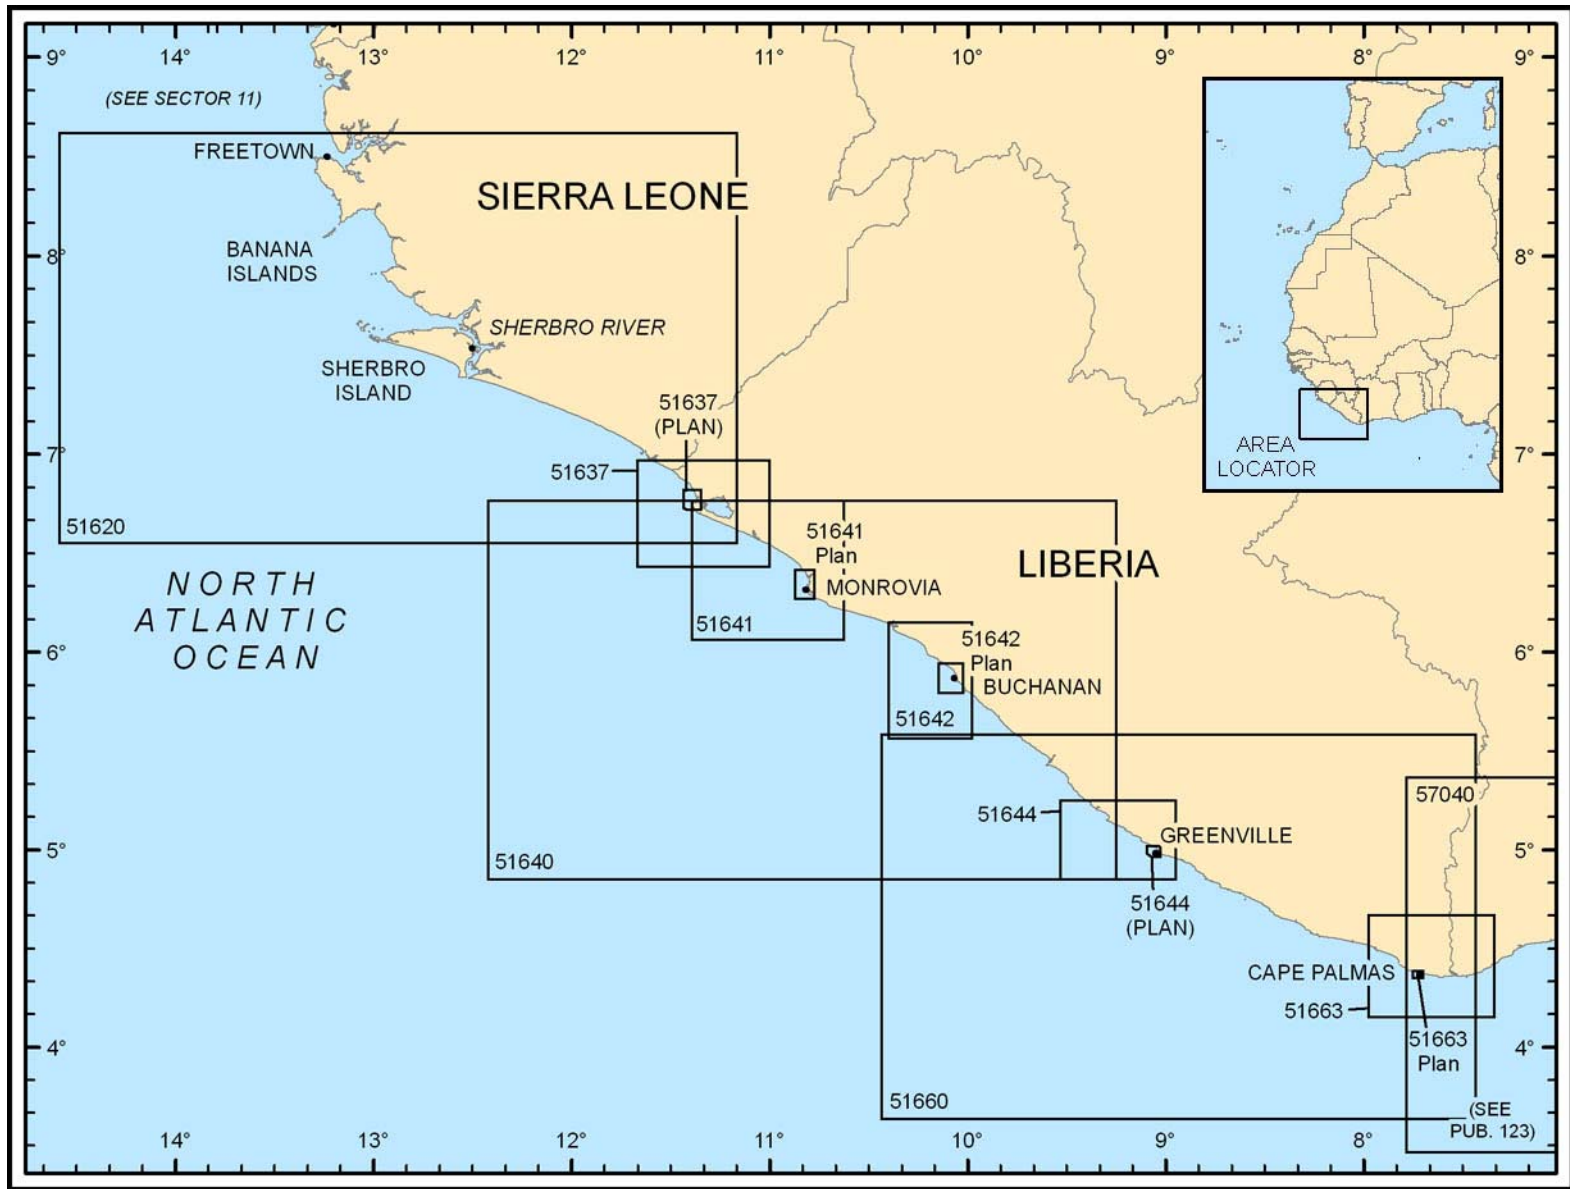 14°
13°
12°
11°
10°
9°
8°
9°
9°
(SEE SECTOR 11)
FREETOWN
SIERRA LEONE
BANANA
ISLANDS
8°
8°
SHERBRO RIVER
SHERBRO
ISLAND
51637
(PLAN)
AREA
LOCATOR
7°
7°
51637
51620
51641
Plan
LIBERIA
NORTH
ATLANTIC
OCEAN
MONROVIA
51641
6°
6°
51642
Plan
BUCHANAN
51642
57040
51644
GREENVILLE
5°
5°
51640
51644
(PLAN)
CAPE PALMAS
51663
4°
4°
51663
Plan
51660
(SEE
PUB. 123)
14°
13°
12°
11°
10°
9°
8°